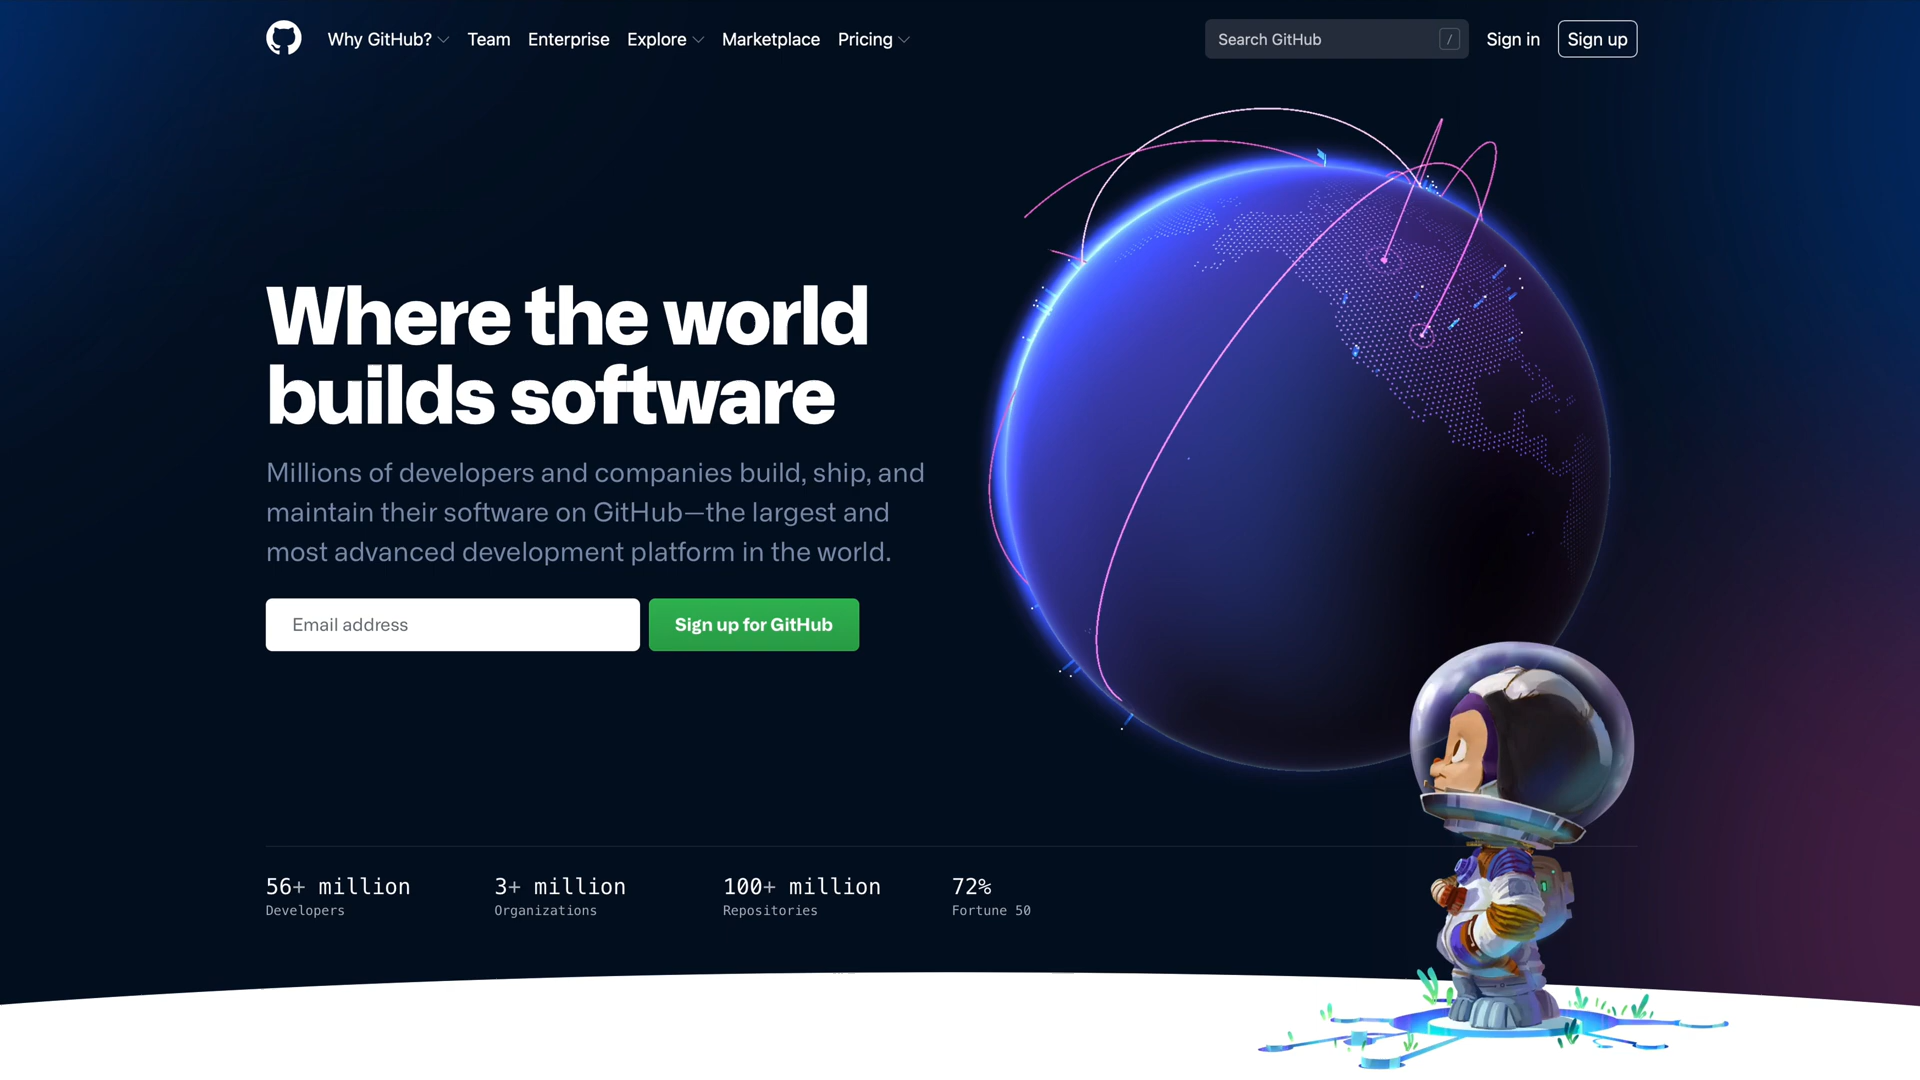 Why GitHub?
Team
Enterprise
Explore
Marketplace
Pricing
Search GitHub
/
Sign in
Sign up
Where the world
builds software
Millions of developers and companies build, ship, and
maintain their software on GitHub—the largest and
most advanced development platform in the world.
Email address
Sign up for GitHub
56+ million
Developers
3+ million
Organizations
100+ million
Repositories
72%
Fortune 50